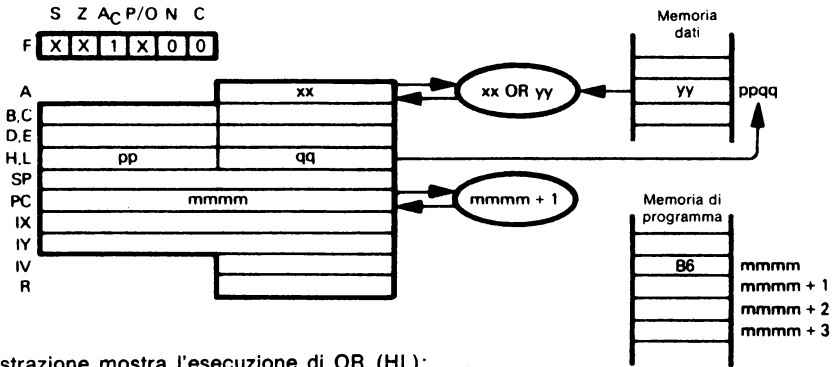 S Z AC P/O N C
F X X 1 X 0 0
Memoria
dati
A xx
xx OR yy
yy ppqq
B,C
D,E
H,L pp qq
SP
PC mmmm
mmmm + 1
IX
IY
IV
R
Memoria di
programma
B6 mmmm
mmmm + 1
mmmm + 2
mmmm + 3
strazione mostra l'esecuzione di OR (HL):